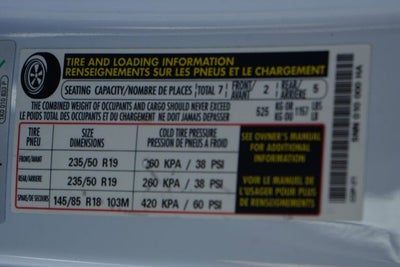 TIRE AND LOADING INFORMATION
RENSEIGNEMENTS SUR LES PNEUS ET LE CHARGEMENT
SEATING CAPACITY/NOMBRE DE PLACES TOTAL 7 FRONT/AVANT 2 REAR/ARRIÈRE 5
THE COMBINED WEIGHT OF OCCUPANTS AND CARGO SHOULD NEVER EXCEED
LE POIDS TOTAL DES OCCUPANTS ET DU CHARGEMENT NE DOIT JAMAIS DEPASSER
525 KG OR KG OU 1157 LBS LB
TIRE PNEU SIZE DIMENSIONS COLD TIRE PRESSURE PRESSION DES PNEUS A FROID
FRONT/AVANT 235/50 R19 260 KPA / 38 PSI
REAR/ARRIERE 235/50 R19 260 KPA / 38 PSI
SPARE/DE SECOURS 145/85 R18 103M 420 KPA / 60 PSI
SEE OWNER'S MANUAL
FOR ADDITIONAL
INFORMATION
VOIR LE MANUEL DE
L'USAGER POUR PLUS
DE RENSEIGNEMENTS